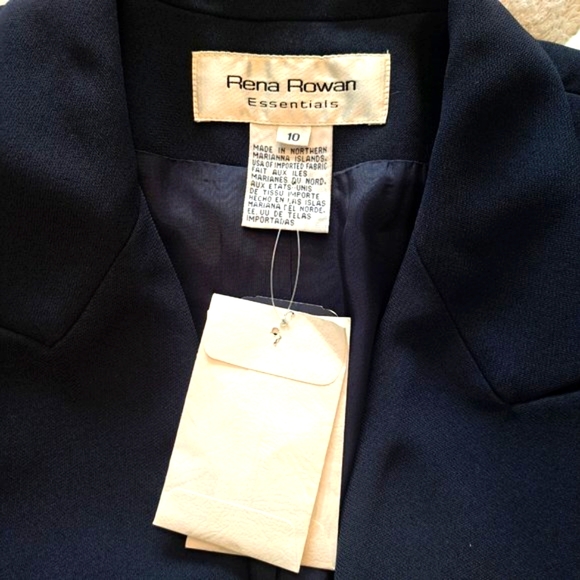 Rena Rowan
Essentials
10
MADE IN NORTHERN
MARIANNA ISLANDS.
USA OF IMPORTED FABRIC
FAIT AUX ILES
MARIANES DU NORD.
AUX ETATS UNIS
DE TISSU IMPORTE
HECHO EN LAS ISLAS
MARIANA TEL NORDE.
EE. UU DE TELAS
IMPORTADAS